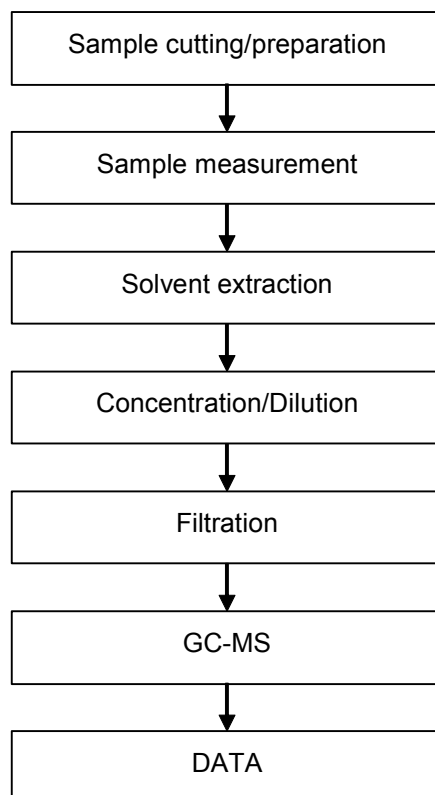 Sample cutting/preparation
Sample measurement
Solvent extraction
Concentration/Dilution
Filtration
GC-MS
DATA